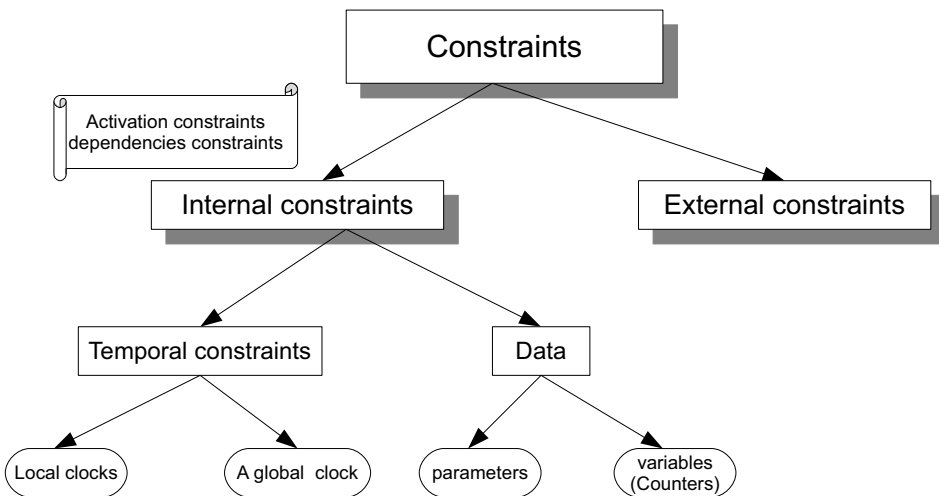 Constraints
Activation constraints
dependencies constraints
Internal constraints
External constraints
Temporal constraints
Data
Local clocks
A global clock
parameters
variables
(Counters)